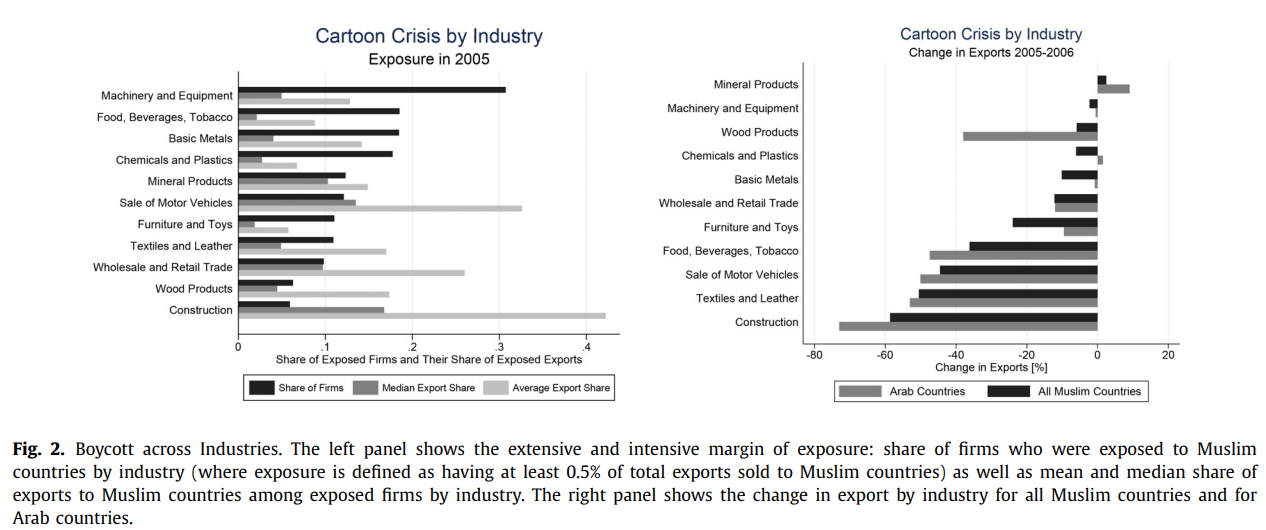 Cartoon Crisis by Industry
Exposure in 2005
Machinery and Equipment
Food, Beverages, Tobacco
Basic Metals
Chemicals and Plastics
Mineral Products
Sale of Motor Vehicles
Furniture and Toys
Textiles and Leather
Wholesale and Retail Trade
Wood Products
Construction
0 .1 .2 .3 .4
Share of Exposed Firms and Their Share of Exposed Exports
Share of Firms Median Export Share Average Export Share
Cartoon Crisis by Industry
Change in Exports 2005-2006
Mineral Products
Machinery and Equipment
Wood Products
Chemicals and Plastics
Basic Metals
Wholesale and Retail Trade
Furniture and Toys
Food, Beverages, Tobacco
Sale of Motor Vehicles
Textiles and Leather
Construction
-80 -60 -40 -20 0 20
Change in Exports [%]
Arab Countries All Muslim Countries
Fig. 2. Boycott across Industries. The left panel shows the extensive and intensive margin of exposure: share of firms who were exposed to Muslim
countries by industry (where exposure is defined as having at least 0.5% of total exports sold to Muslim countries) as well as mean and median share of
exports to Muslim countries among exposed firms by industry. The right panel shows the change in export by industry for all Muslim countries and for
Arab countries.